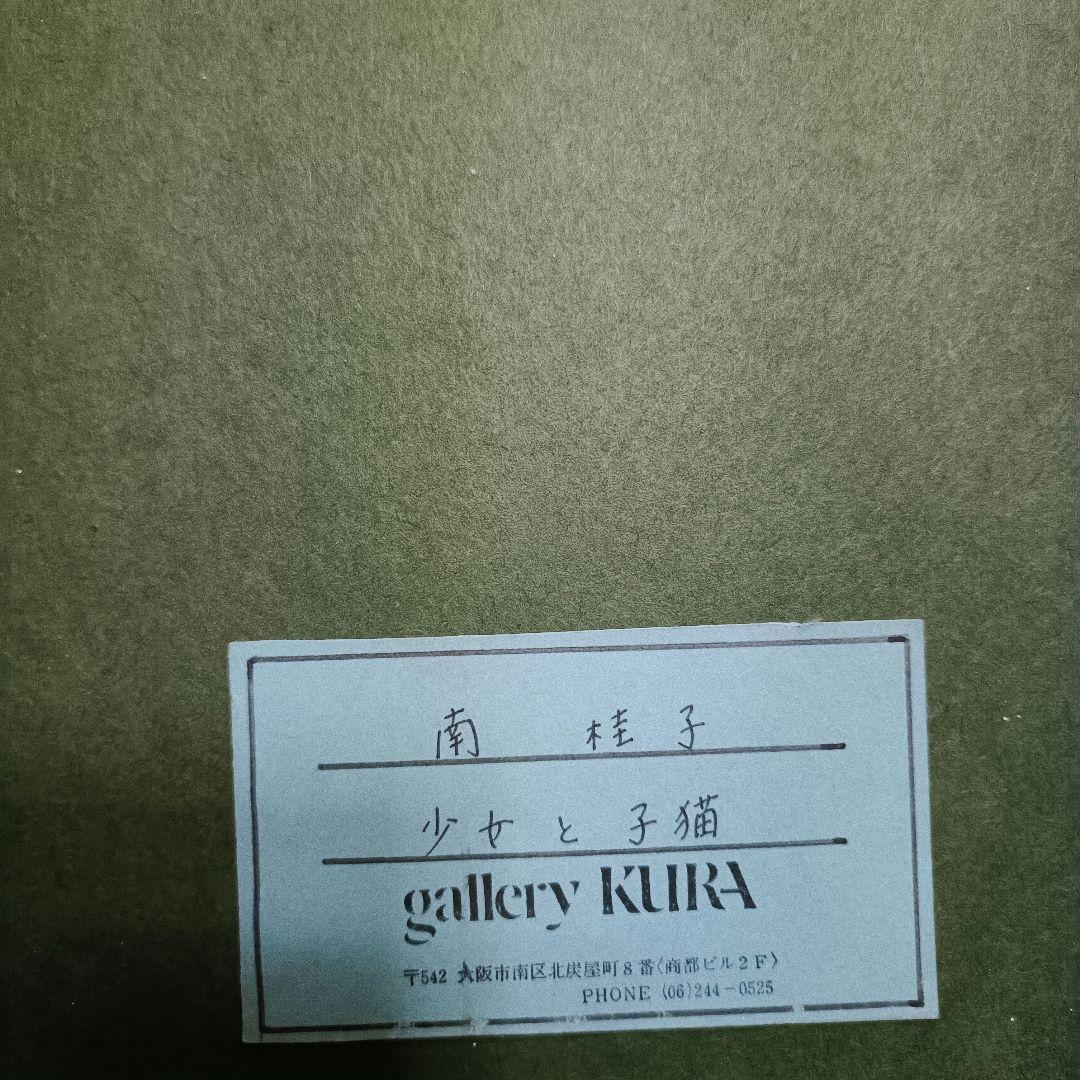 南 桂子
少女と子猫
gallery KURA
〒542 大阪市南区北炭屋町8番〈商都ビル2F〉
PHONE (06)244-0525